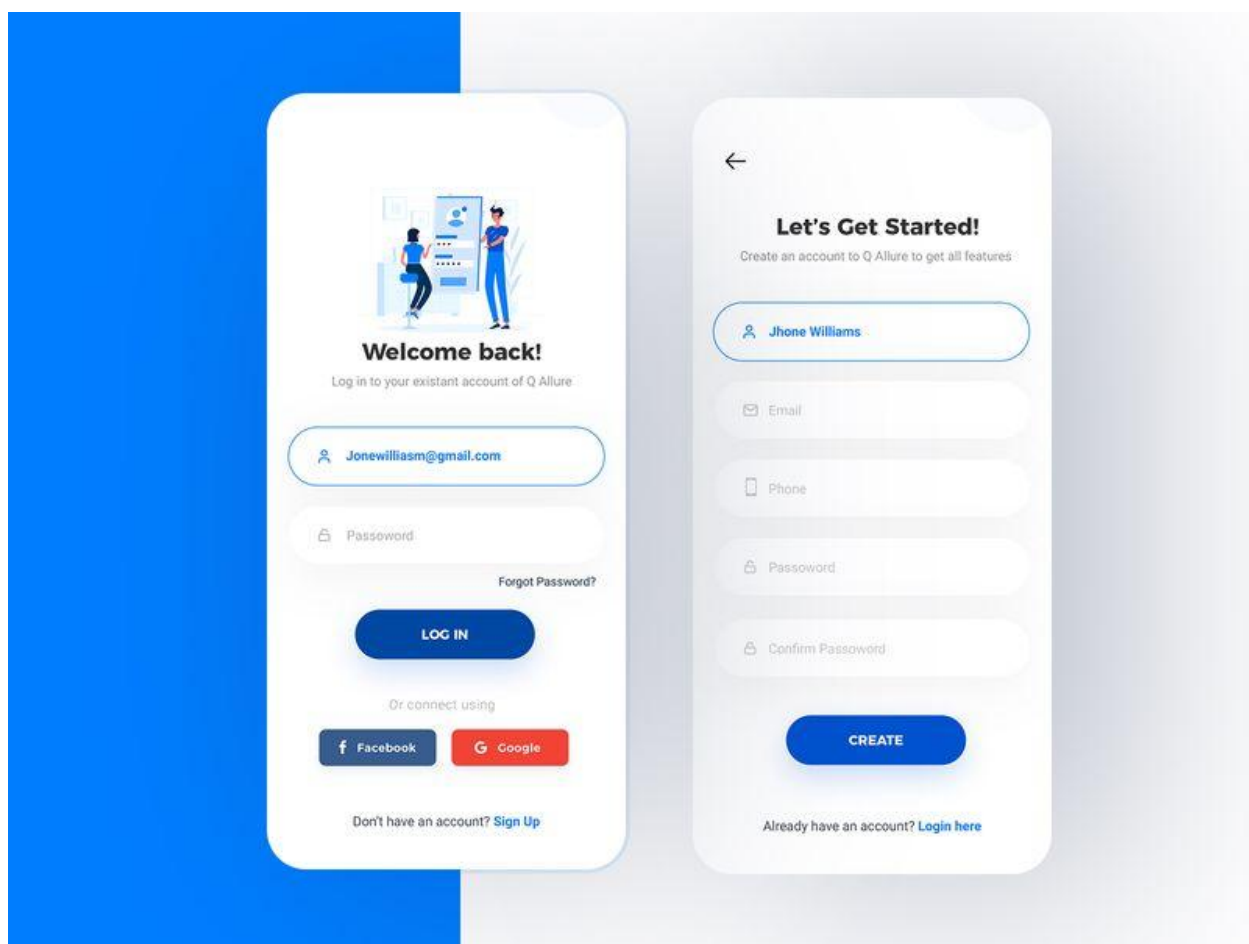 Welcome back!
Log in to your existant account of Q Allure
Jonewilliasm@gmail.com
Passoword
Forgot Password?
LOG IN
Or connect using
f Facebook
G Google
Don't have an account? Sign Up
Let's Get Started!
Create an account to Q Allure to get all features
Jhone Williams
Email
Phone
Passoword
Confirm Passoword
CREATE
Already have an account? Login here